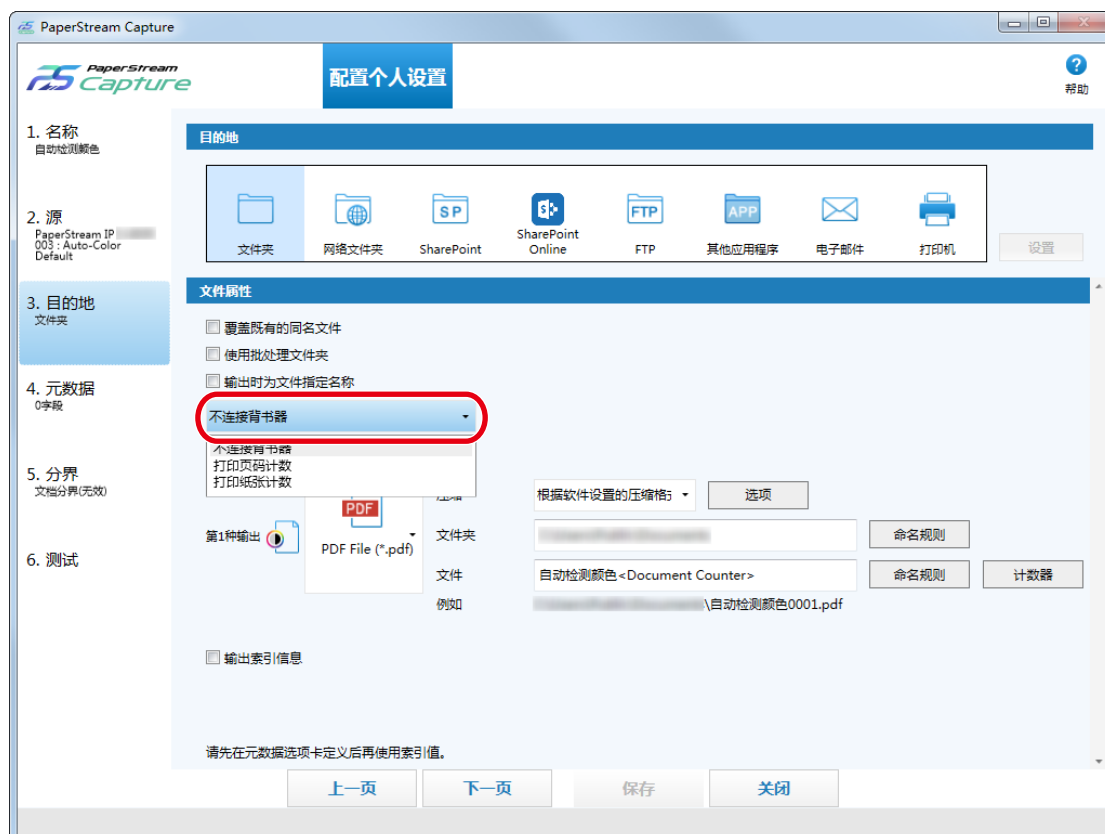 PaperStream Capture
PaperStream
Capture
配置个人设置
?
帮助
1. 名称
自动检测颜色
2. 源
PaperStream IP
003 : Auto-Color
Default
3. 目的地
文件夹
4. 元数据
0字段
5. 分界
文档分界(无效)
6. 测试
目的地
SP
S
FTP
APP
文件夹
网络文件夹
SharePoint
SharePoint
Online
FTP
其他应用程序
电子邮件
打印机
设置
文件属性
覆盖既有的同名文件
使用批处理文件夹
输出时为文件指定名称
不连接背书器
不连接背书器
打印页码计数
打印纸张计数
压缩
根据软件设置的压缩格式
选项
第1种输出
PDF
PDF File (*.pdf)
文件夹
命名规则
文件
自动检测颜色<Document Counter>
命名规则
计数器
例如
\自动检测颜色0001.pdf
输出索引信息
请先在元数据选项卡定义后再使用索引值。
上一页
下一页
保存
关闭